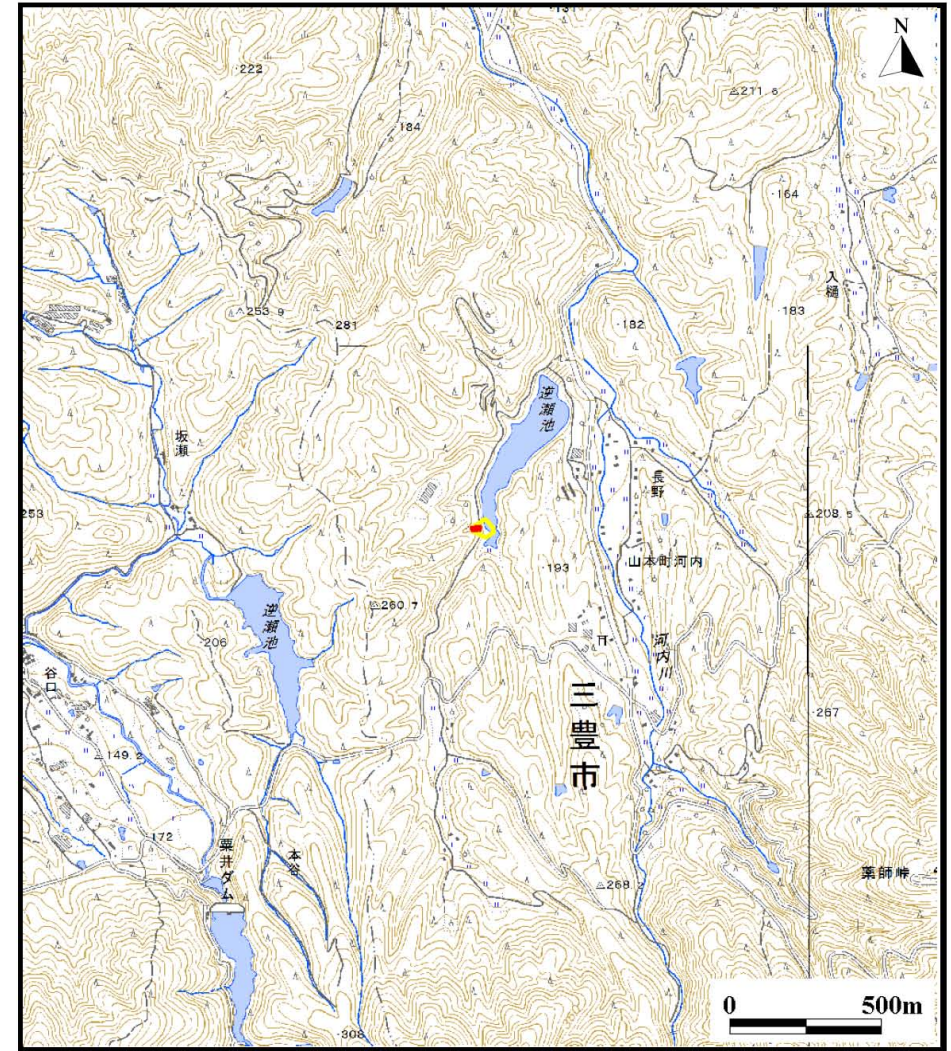 131
N
150
・222
△211.6
・184
・164
入樋
△253.9
281
・183
・182
逆瀬池
坂瀬
200
長野
253
△208.5
・193
山本町河内
△260.7
逆瀬池
・206
河内川
谷口
三豊市
・267
△149.2
172
粟井ダム
本谷
薬師峠
△268.2
・308
0 500m